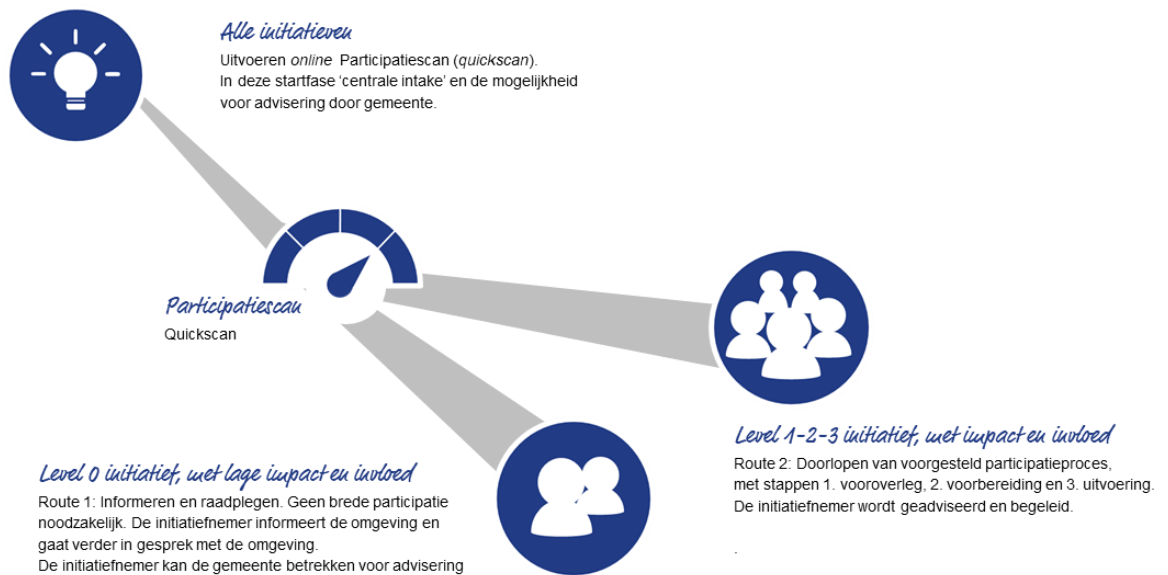 Alle initiatieven
Uitvoeren online Participatiescan (quickscan).
In deze startfase ‘centrale intake’ en de mogelijkheid
voor advisering door gemeente.
Participatiescan
Quickscan
Level 0 initiatief, met lage impact en invloed
Route 1: Informeren en raadplegen. Geen brede participatie
noodzakelijk. De initiatiefnemer informeert de omgeving en
gaat verder in gesprek met de omgeving.
De initiatiefnemer kan de gemeente betrekken voor advisering
Level 1-2-3 initiatief, met impact en invloed
Route 2: Doorlopen van voorgesteld participatieproces,
met stappen 1. vooroverleg, 2. voorbereiding en 3. uitvoering.
De initiatiefnemer wordt geadviseerd en begeleid.
.